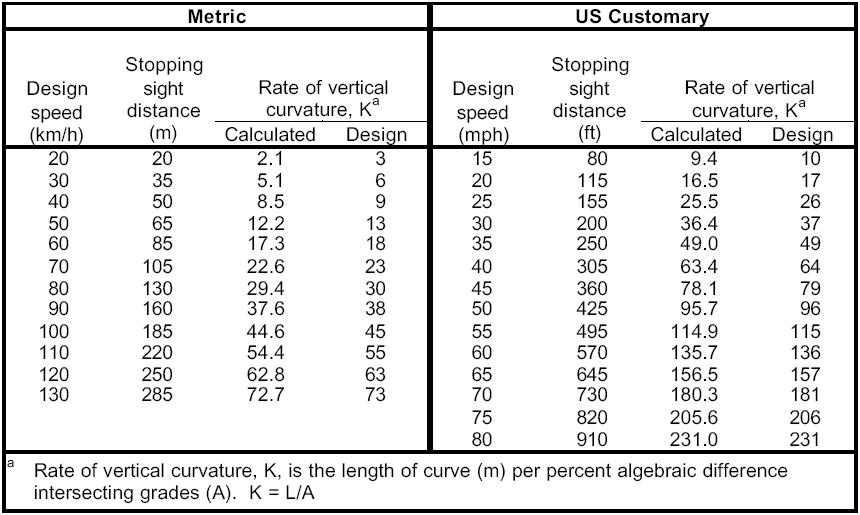 Metric US Customary
Design speed (km/h) Stopping sight distance (m) Rate of vertical curvature, Kᵃ Design speed (mph) Stopping sight distance (ft) Rate of vertical curvature, Kᵃ
Calculated Design Calculated Design
20 20 2.1 3 15 80 9.4 10
30 35 5.1 6 20 115 16.5 17
40 50 8.5 9 25 155 25.5 26
50 65 12.2 13 30 200 36.4 37
60 85 17.3 18 35 250 49.0 49
70 105 22.6 23 40 305 63.4 64
80 130 29.4 30 45 360 78.1 79
90 160 37.6 38 50 425 95.7 96
100 185 44.6 45 55 495 114.9 115
110 220 54.4 55 60 570 135.7 136
120 250 62.8 63 65 645 156.5 157
130 285 72.7 73 70 730 180.3 181
75 820 205.6 206
80 910 231.0 231
ᵃ Rate of vertical curvature, K, is the length of curve (m) per percent algebraic difference
intersecting grades (A). K = L/A